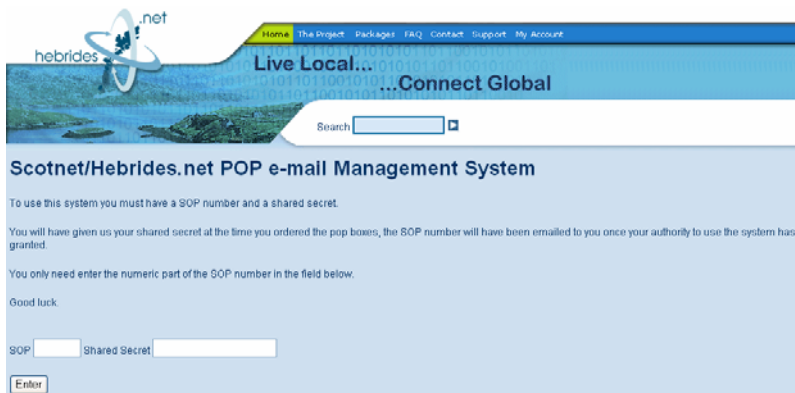 .net
hebrides
Home The Project Packages FAQ Contact Support My Account
Live Local...
...Connect Global
Search
Scotnet/Hebrides.net POP e-mail Management System
To use this system you must have a SOP number and a shared secret.
You will have given us your shared secret at the time you ordered the pop boxes, the SOP number will have been emailed to you once your authority to use the system has
granted.
You only need enter the numeric part of the SOP number in the field below.
Good luck.
SOP Shared Secret
Enter